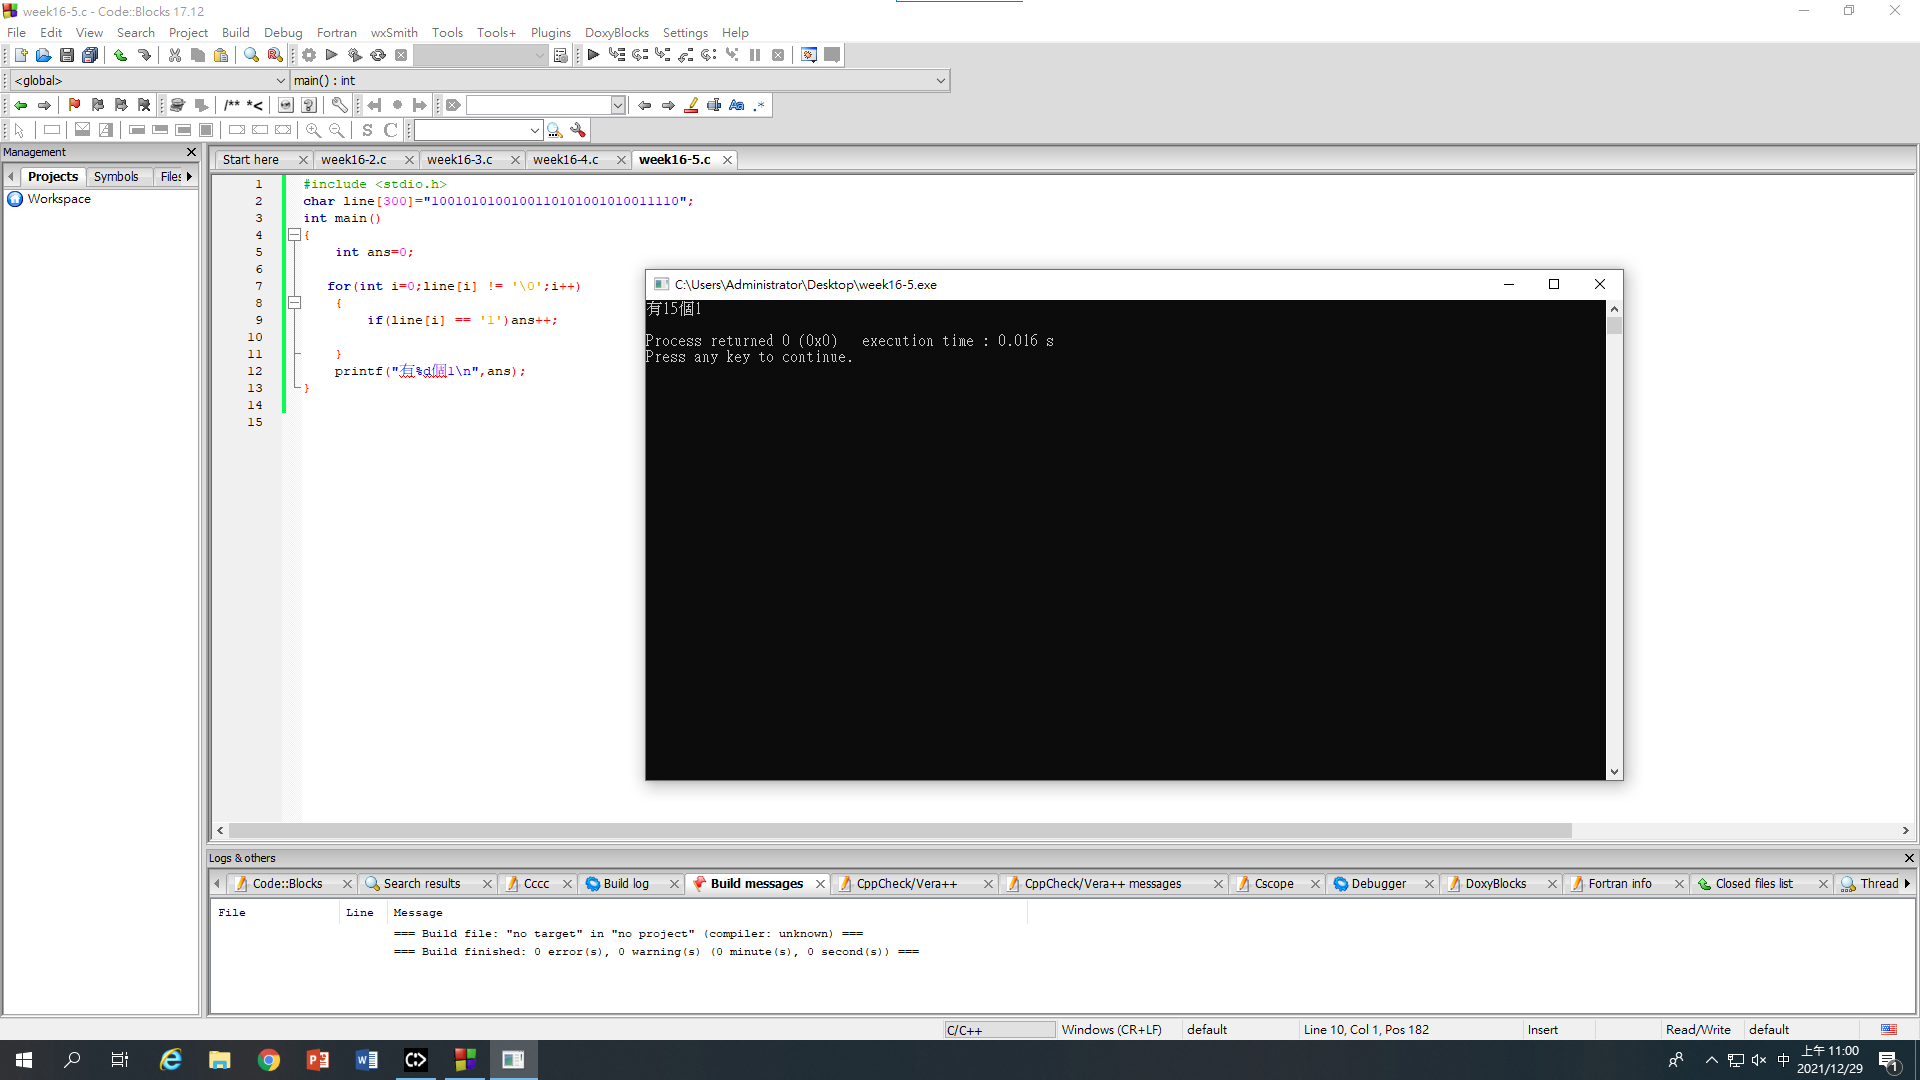 week16-5.c - Code::Blocks 17.12
File Edit View Search Project Build Debug Fortran wxSmith Tools Tools+ Plugins DoxyBlocks Settings Help
<global> main() : int
/** *<
Aa .*
S C
Management
Projects Symbols Files
Workspace
Start here week16-2.c week16-3.c week16-4.c week16-5.c
1 #include <stdio.h>
2 char line[300]="1001010100100110101001010011110";
3 int main()
4 {
5 int ans=0;
6
7 for(int i=0;line[i] != '\0';i++)
8 {
9 if(line[i] == '1')ans++;
10
11 }
12 printf("有%d個1\n",ans);
13 }
14
15
C:\Users\Administrator\Desktop\week16-5.exe
有15個1
Process returned 0 (0x0) execution time : 0.016 s
Press any key to continue.
Logs & others
Code::Blocks Search results Cccc Build log Build messages CppCheck/Vera++ CppCheck/Vera++ messages Cscope Debugger DoxyBlocks Fortran info Closed files list Thread
File Line Message
=== Build file: "no target" in "no project" (compiler: unknown) ===
=== Build finished: 0 error(s), 0 warning(s) (0 minute(s), 0 second(s)) ===
C/C++ Windows (CR+LF) default Line 10, Col 1, Pos 182 Insert Read/Write default
中 上午 11:00
2021/12/29
1